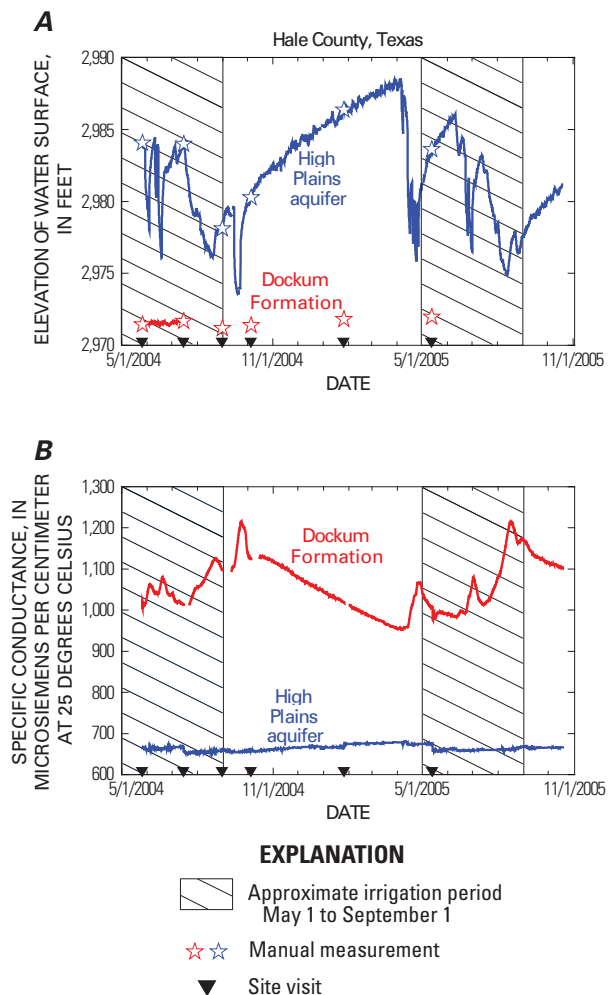 A
Hale County, Texas
ELEVATION OF WATER SURFACE,
IN FEET
2,990
2,985
2,980
2,975
2,970
High
Plains
aquifer
Dockum
Formation
5/1/2004
11/1/2004
5/1/2005
11/1/2005
DATE
B
SPECIFIC CONDUCTANCE, IN
MICROSIEMENS PER CENTIMETER
AT 25 DEGREES CELSIUS
1,300
1,200
1,100
1,000
900
800
700
600
Dockum
Formation
High
Plains
aquifer
5/1/2004
11/1/2004
5/1/2005
11/1/2005
DATE
EXPLANATION
Approximate irrigation period
May 1 to September 1
Manual measurement
Site visit